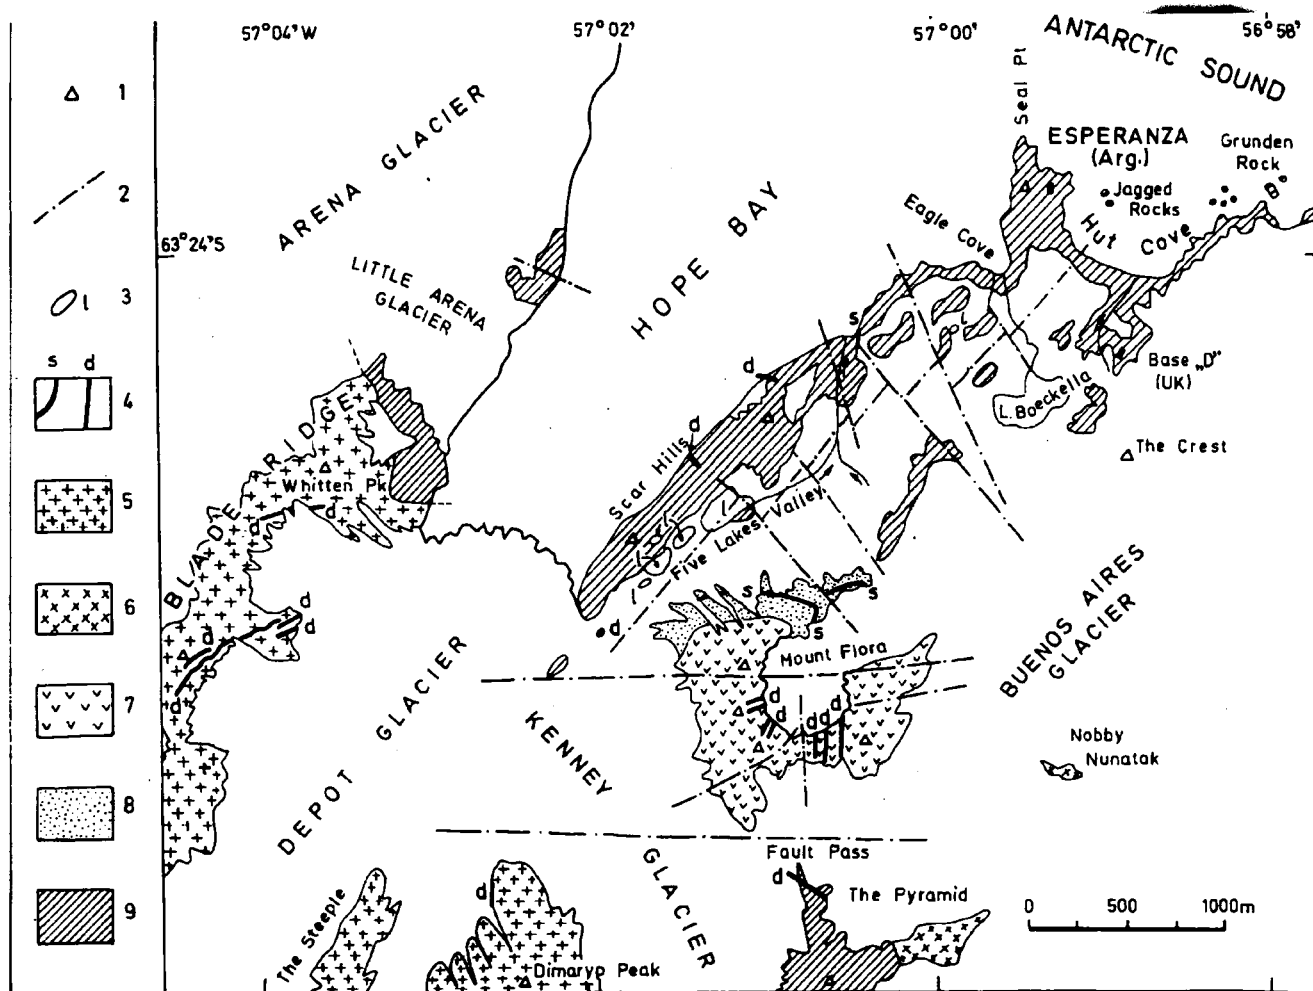 57°04'W
57°02'
57°00'
56°58'
ANTARCTIC SOUND
Seal Pt
ESPERANZA
(Arg.)
Grunden
Rock
Jagged
Rocks
ARENA GLACIER
63°24'S
LITTLE ARENA
GLACIER
HOPE BAY
Eagle Cove
Hut Cove
B
1
2
3
l
s d
4
5
6
7
8
9
s
d
l
Base „D"
(UK)
L. Boeckella
The Crest
BLADE RIDGE
Whitten Pk
d
d
Scar Hills
d
Five Lakes Valley
d
d
d
d
d
s
s
s
Mount Flora
BUENOS AIRES
GLACIER
DEPOT GLACIER
KENNEY
GLACIER
d
d
d d d
Nobby
Nunatak
Fault Pass
d
The Pyramid
0 500 1000m
The Steeple
d
Dimaryp Peak